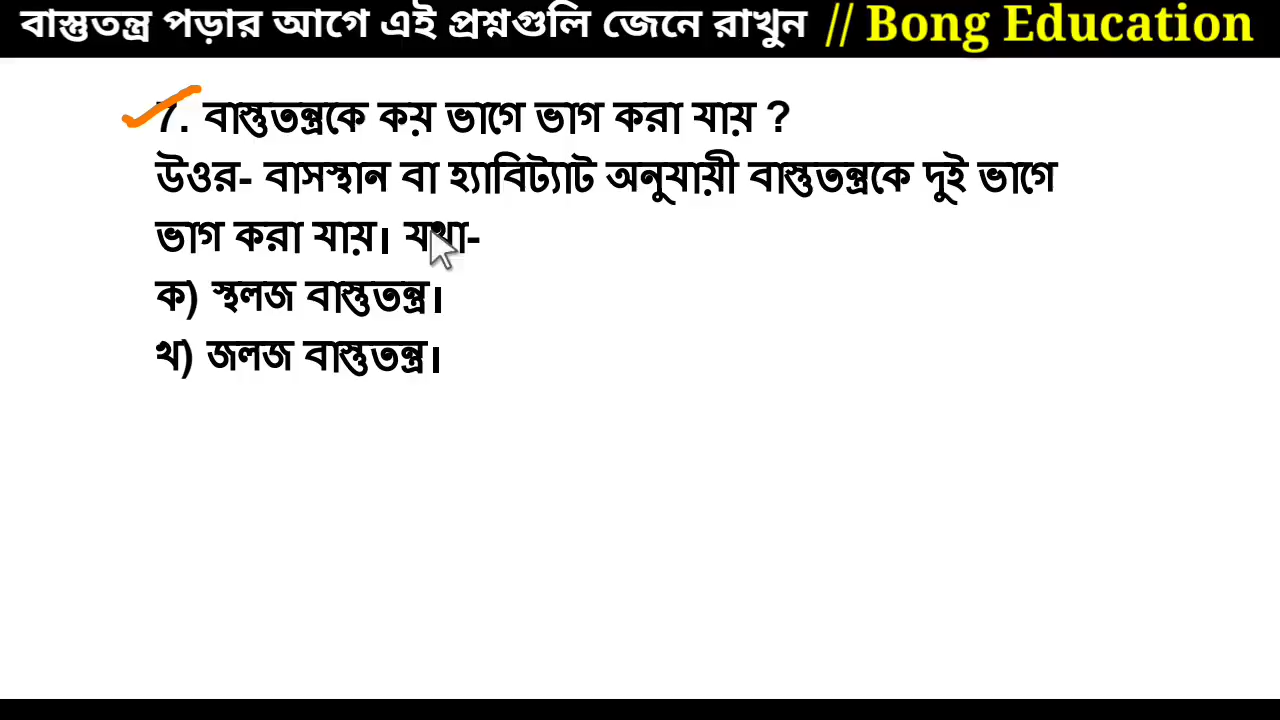 বাস্তুতন্ত্র পড়ার আগে এই প্রশ্নগুলি জেনে রাখুন // Bong Education
7. বাস্তুতন্ত্রকে কয় ভাগে ভাগ করা যায় ?
উওর- বাসস্থান বা হ্যাবিট্যাট অনুযায়ী বাস্তুতন্ত্রকে দুই ভাগে
ভাগ করা যায়। যথা-
ক) স্থলজ বাস্তুতন্ত্র।
খ) জলজ বাস্তুতন্ত্র।